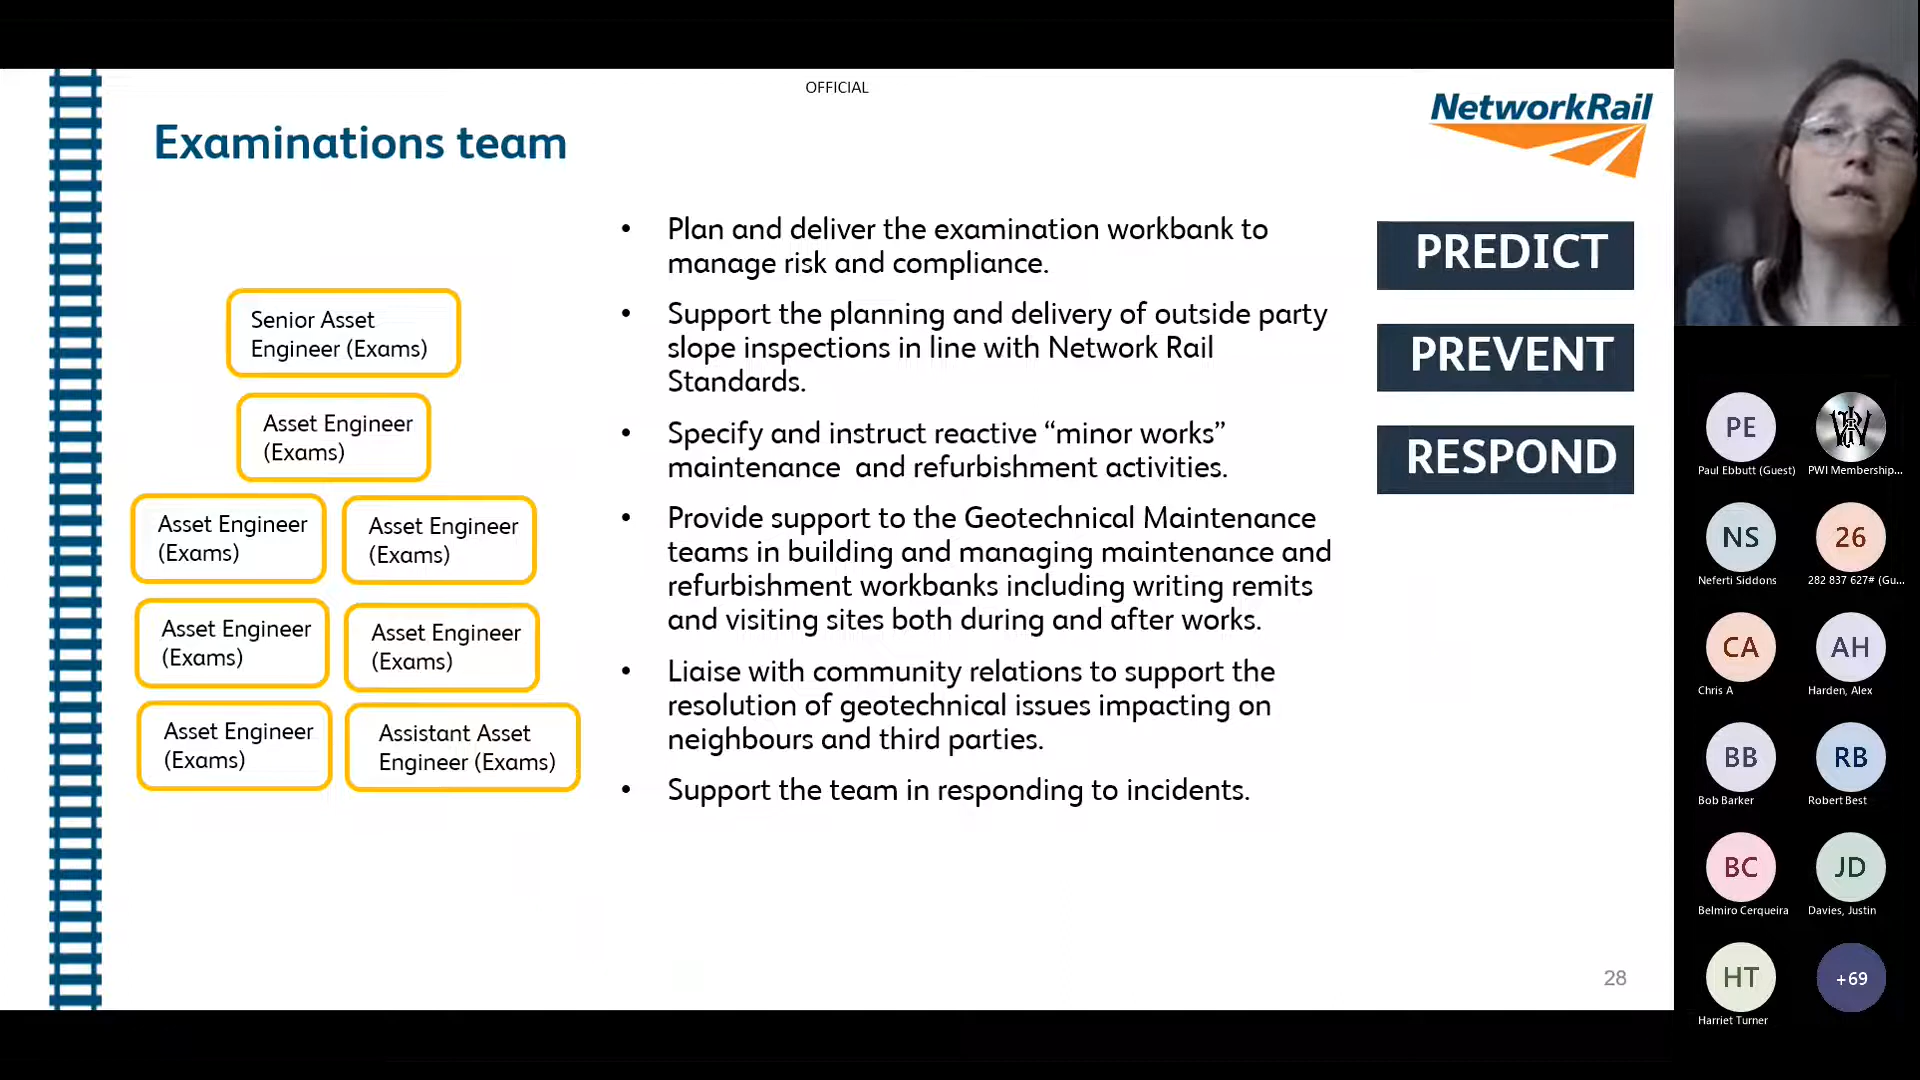 OFFICIAL
NetworkRail
Examinations team
Senior Asset
Engineer (Exams)
Asset Engineer
(Exams)
Asset Engineer
(Exams)
Asset Engineer
(Exams)
Asset Engineer
(Exams)
Asset Engineer
(Exams)
Asset Engineer
(Exams)
Assistant Asset
Engineer (Exams)
• Plan and deliver the examination workbank to
manage risk and compliance.
• Support the planning and delivery of outside party
slope inspections in line with Network Rail
Standards.
• Specify and instruct reactive “minor works”
maintenance  and refurbishment activities.
• Provide support to the Geotechnical Maintenance
teams in building and managing maintenance and
refurbishment workbanks including writing remits
and visiting sites both during and after works.
• Liaise with community relations to support the
resolution of geotechnical issues impacting on
neighbours and third parties.
• Support the team in responding to incidents.
PREDICT
PREVENT
RESPOND
28
PE
Paul Ebbutt (Guest)
PWI Membership...
NS
Neferti Siddons
26
282 837 627# (Gu...
CA
Chris A
AH
Harden, Alex
BB
Bob Barker
RB
Robert Best
BC
Belmiro Cerqueira
JD
Davies, Justin
HT
Harriet Turner
+69